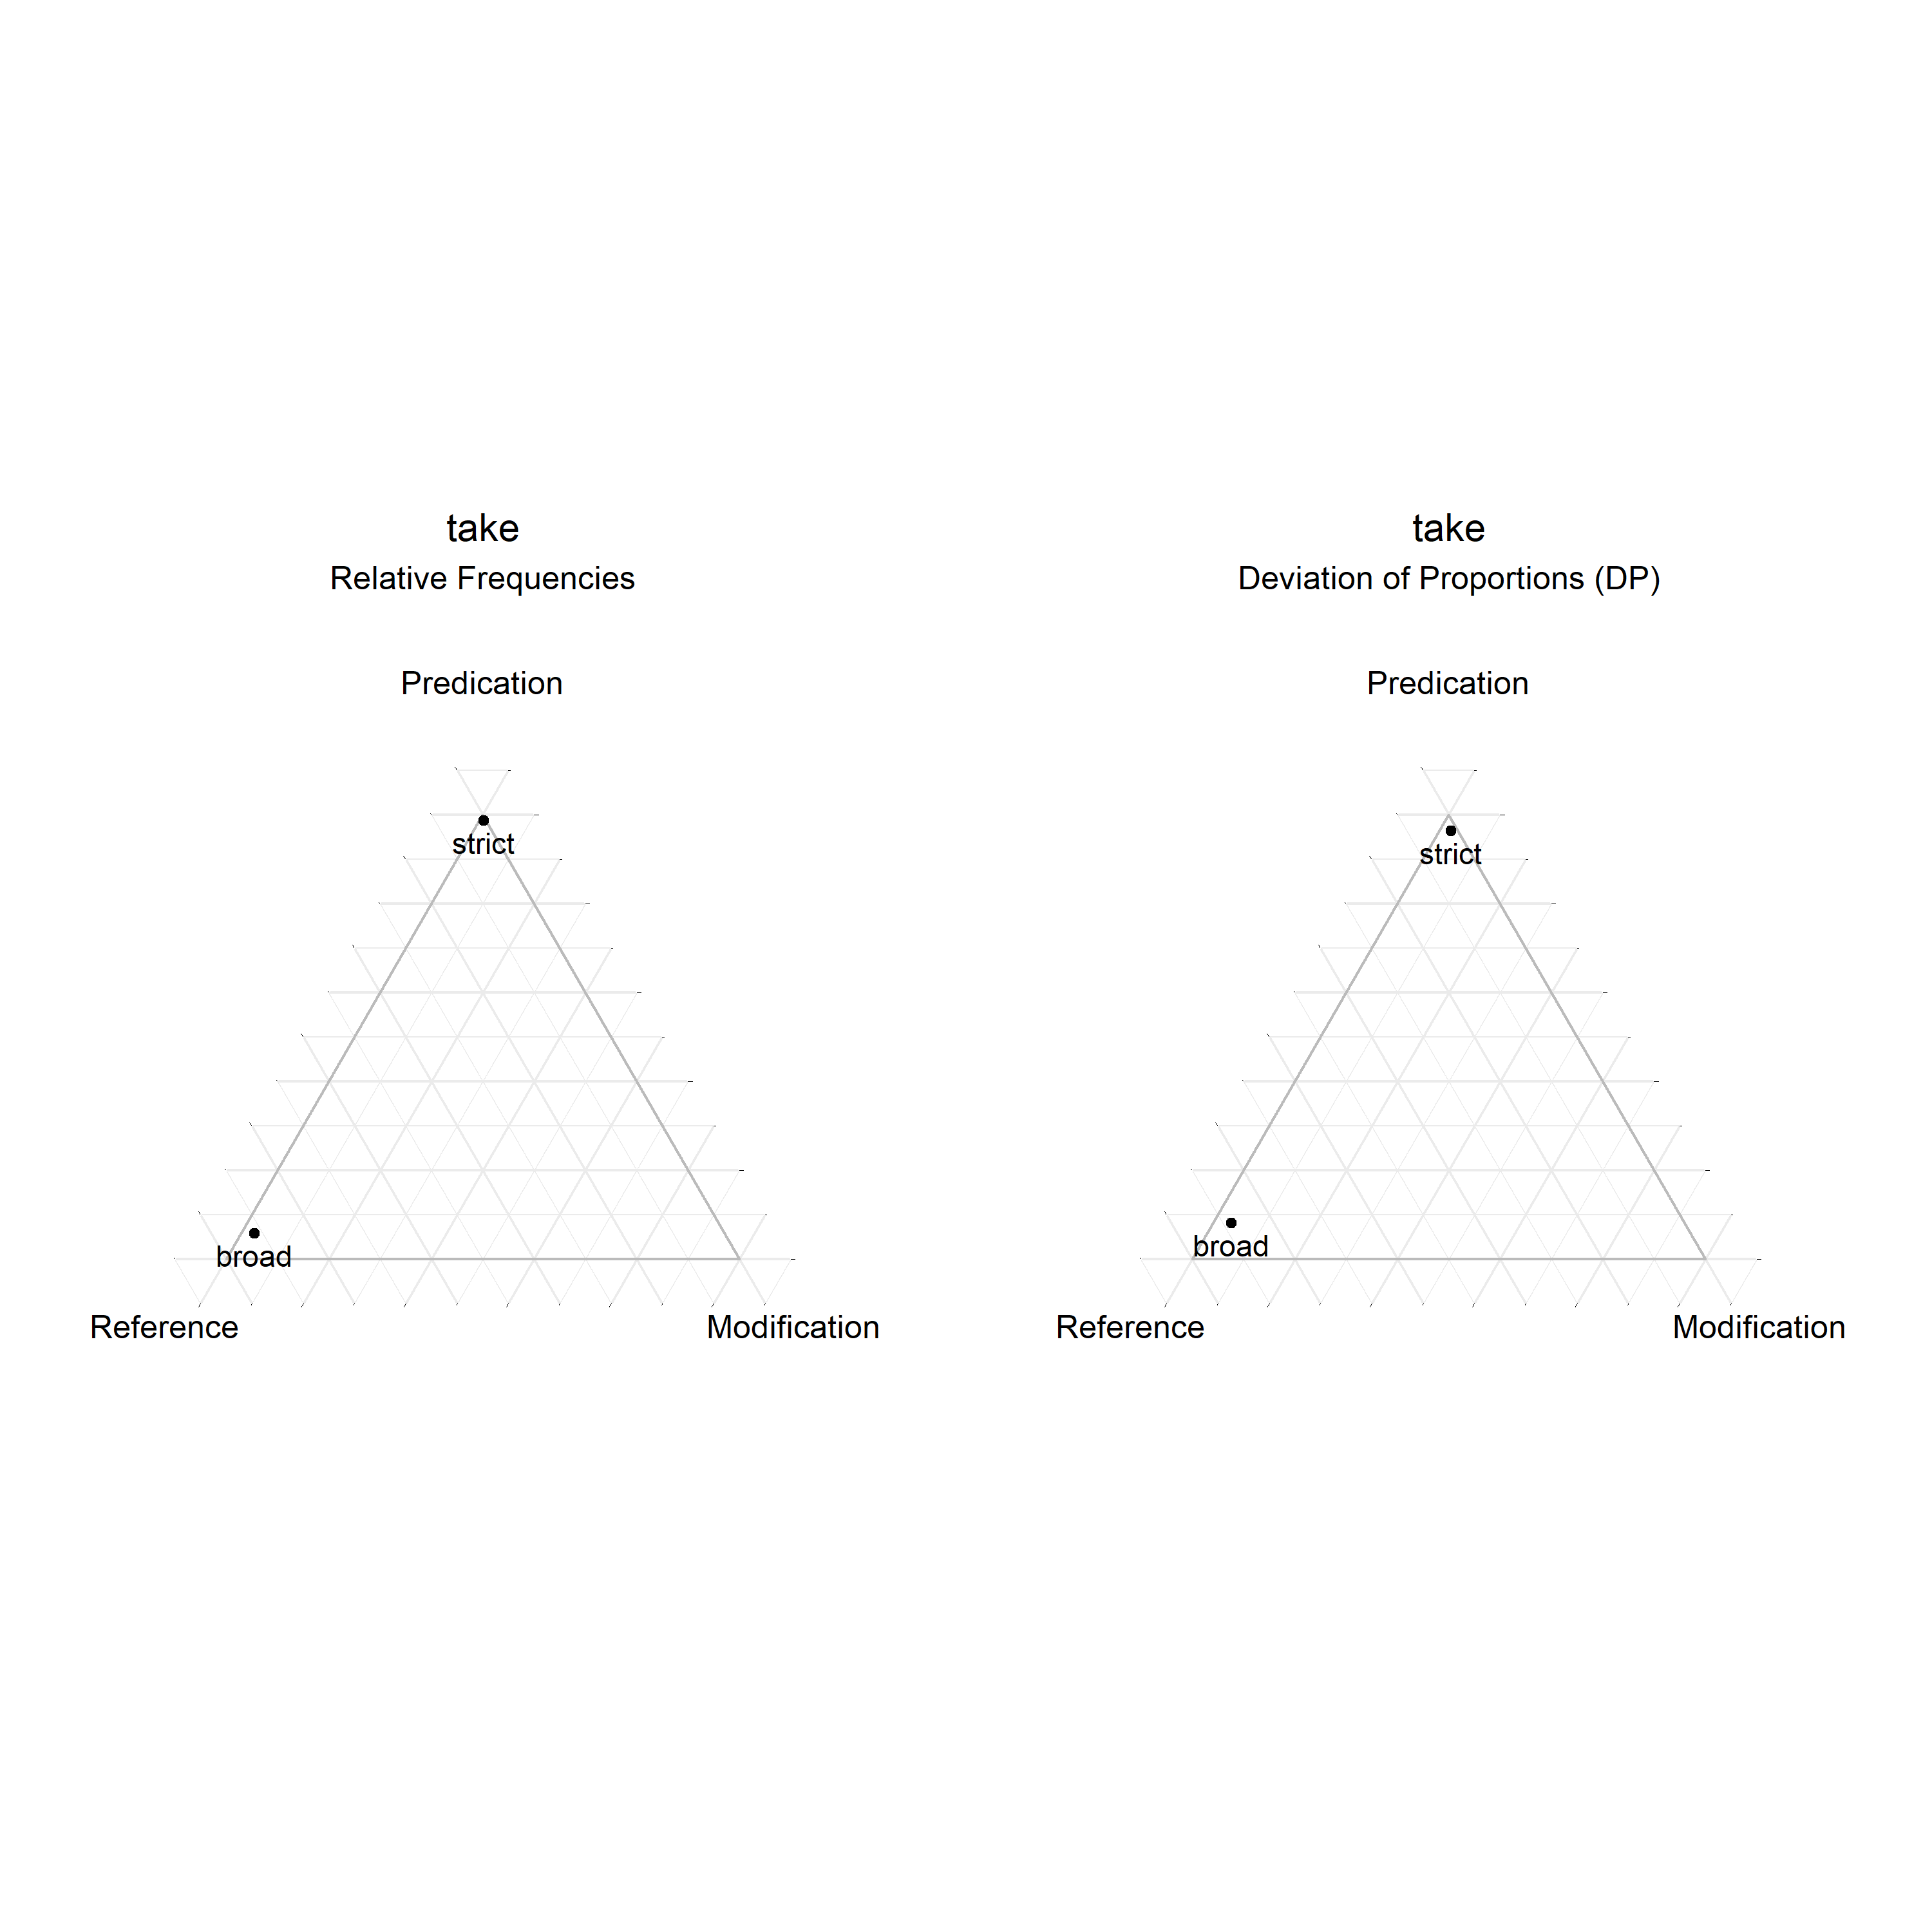 take
Relative Frequencies
Predication
strict
broad
Reference
Modification
take
Deviation of Proportions (DP)
Predication
strict
broad
Reference
Modification